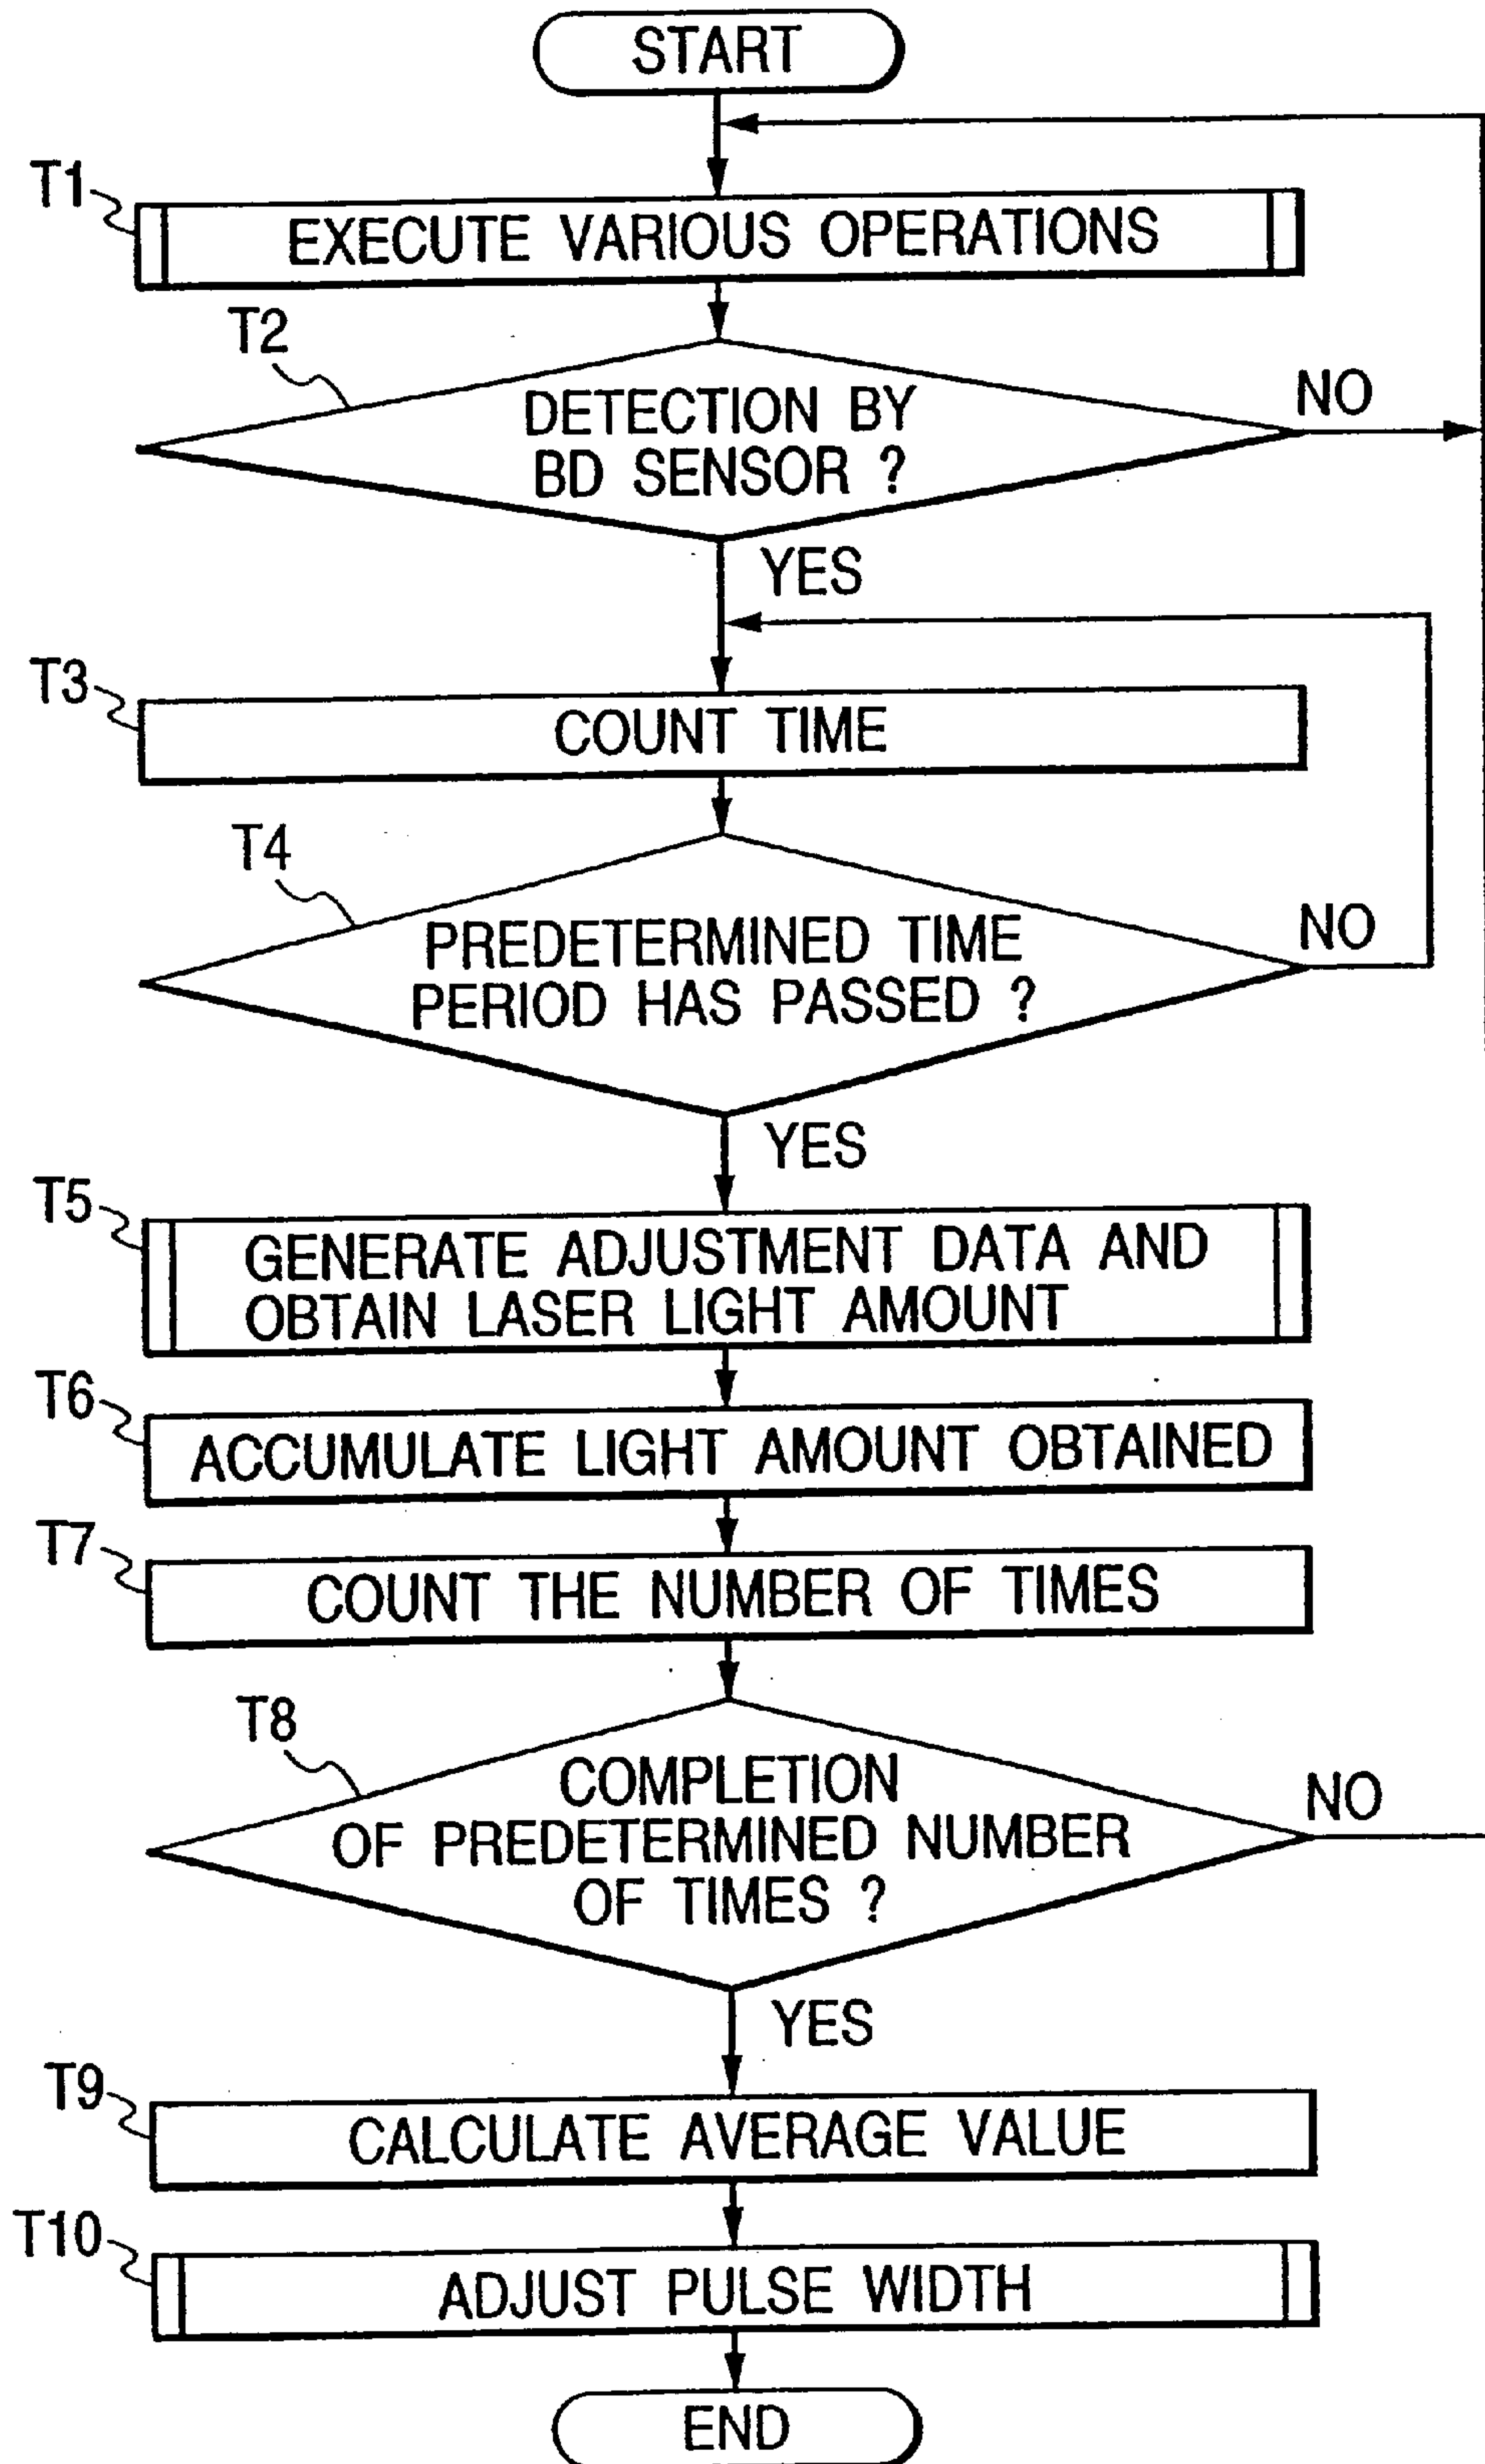 START
T1
EXECUTE VARIOUS OPERATIONS
T2
DETECTION BY
BD SENSOR ?
NO
YES
T3
COUNT TIME
T4
PREDETERMINED TIME
PERIOD HAS PASSED ?
NO
YES
T5
GENERATE ADJUSTMENT DATA AND
OBTAIN LASER LIGHT AMOUNT
T6
ACCUMULATE LIGHT AMOUNT OBTAINED
T7
COUNT THE NUMBER OF TIMES
T8
COMPLETION
OF PREDETERMINED NUMBER
OF TIMES ?
NO
YES
T9
CALCULATE AVERAGE VALUE
T10
ADJUST PULSE WIDTH
END